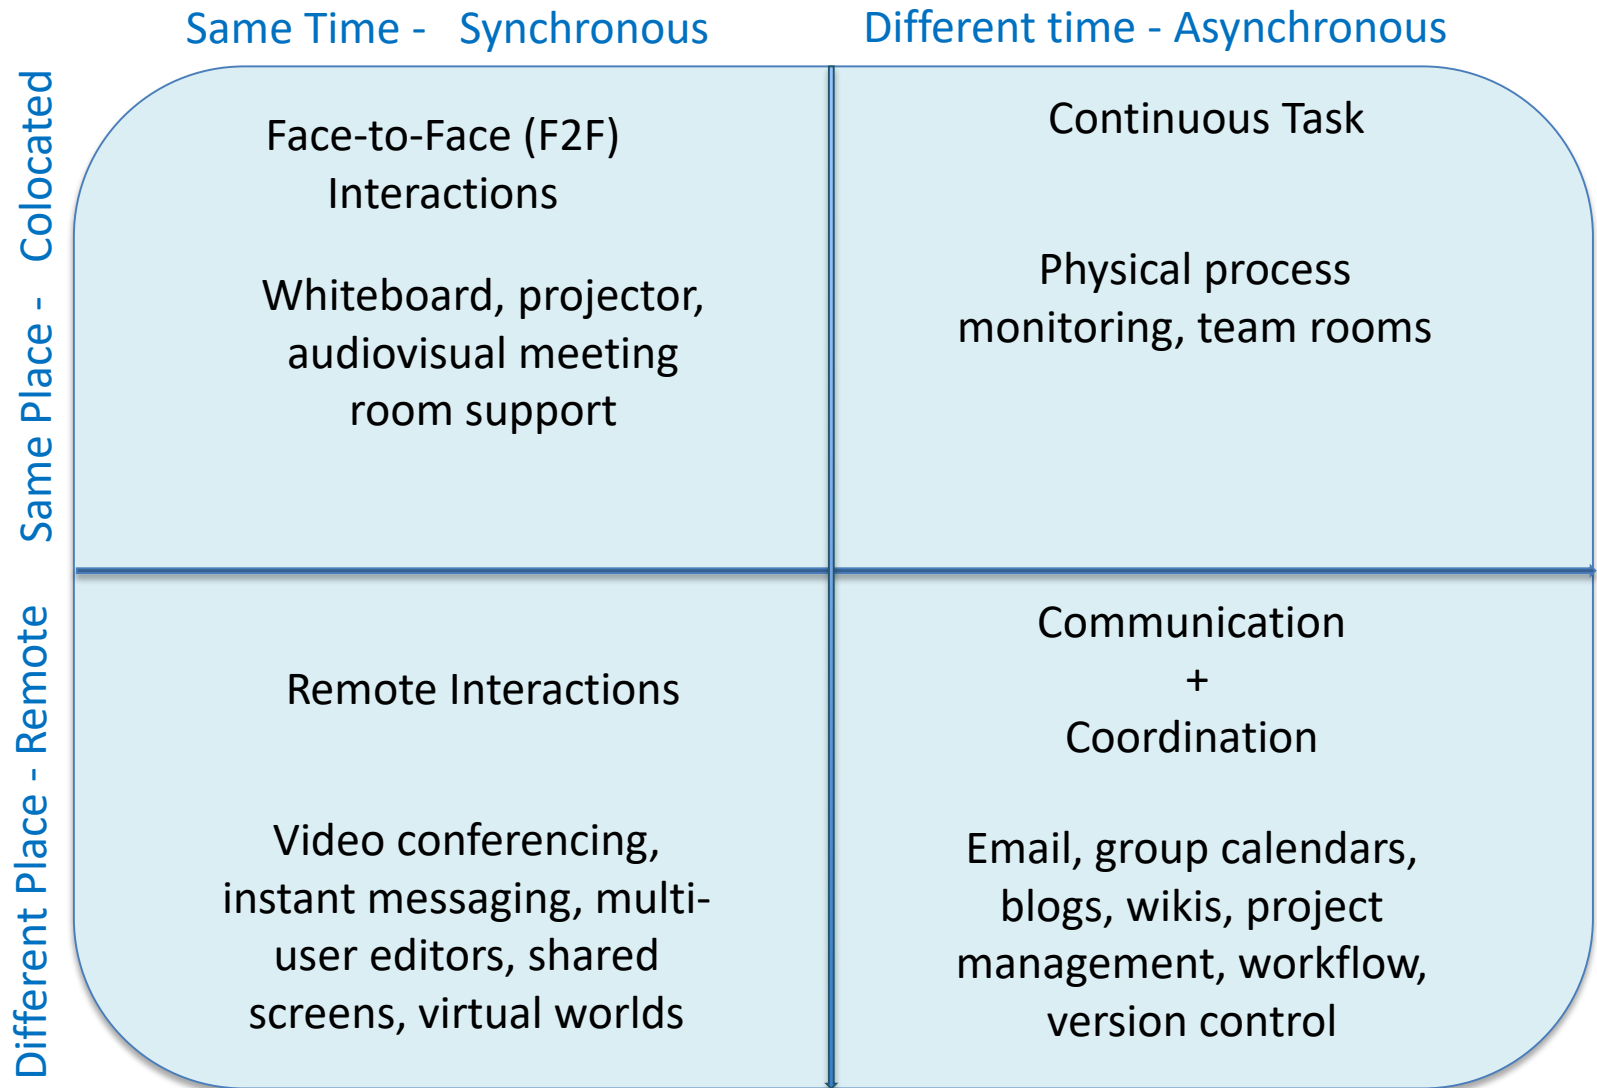 Same Time -   Synchronous
Different time - Asynchronous
Same Place -   Colocated
Face-to-Face (F2F)
Interactions
Whiteboard, projector,
audiovisual meeting
room support
Continuous Task
Physical process
monitoring, team rooms
Different Place - Remote
Remote Interactions
Video conferencing,
instant messaging, multi-
user editors, shared
screens, virtual worlds
Communication
+
Coordination
Email, group calendars,
blogs, wikis, project
management, workflow,
version control